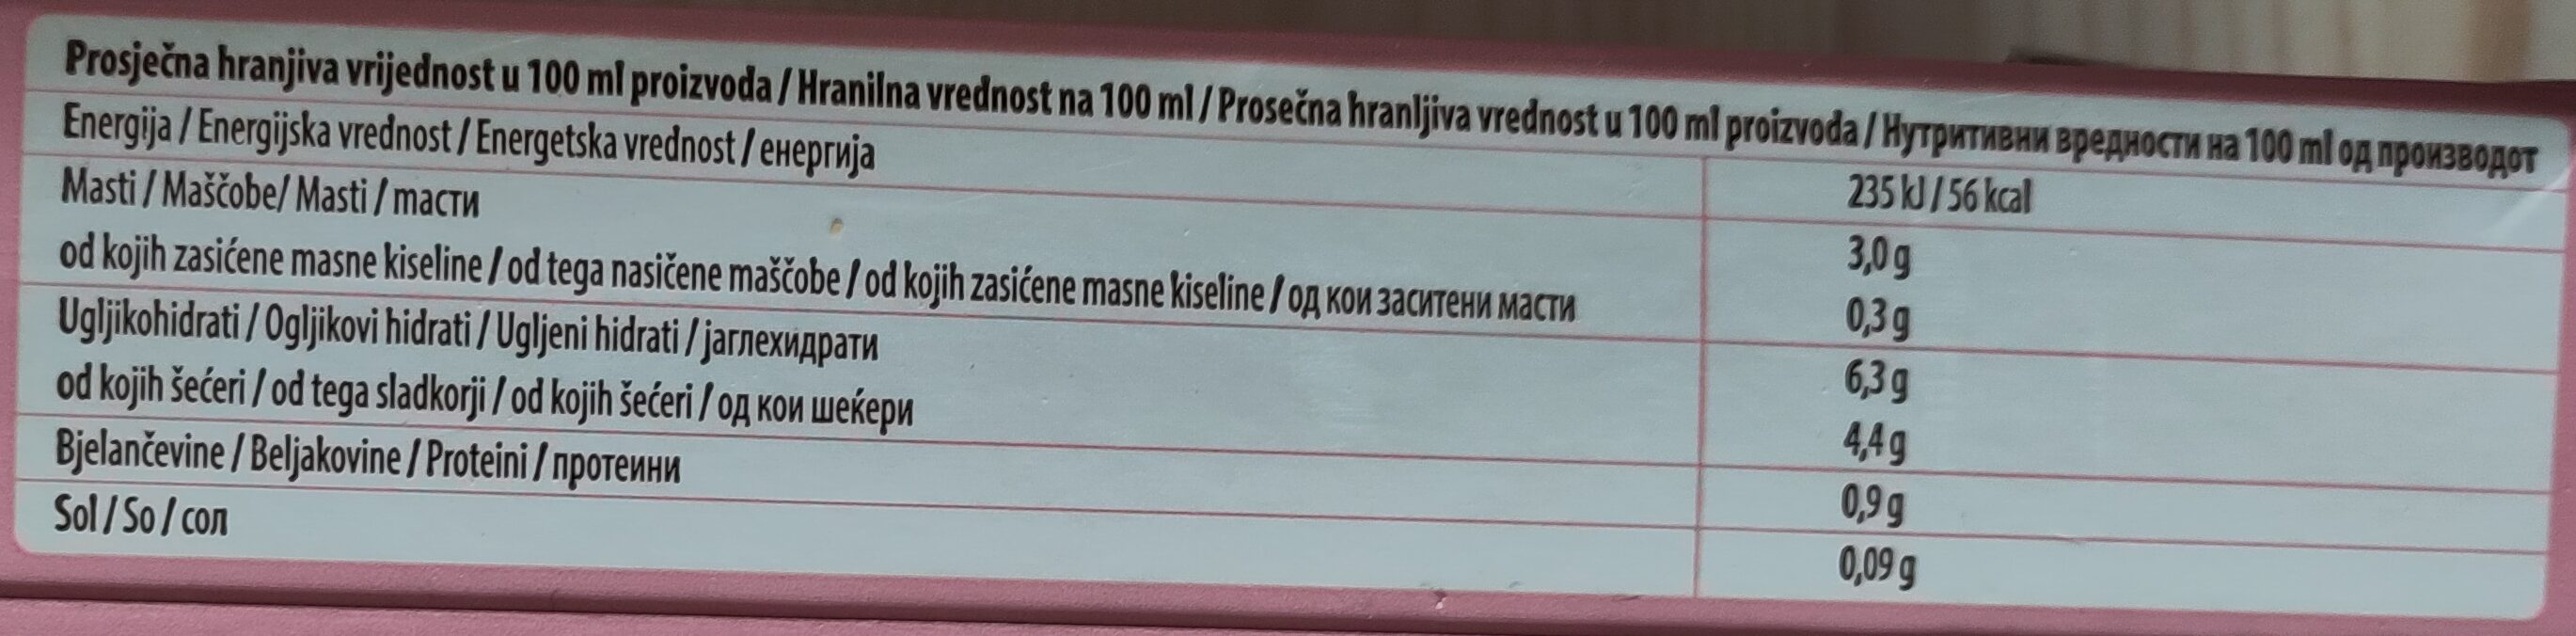 Prosječna hranjiva vrijednost u 100 ml proizvoda / Hranilna vrednost na 100 ml / Prosečna hranljiva vrednost u 100 ml proizvoda / Нутритивни вредности на 100 ml од производот
Energija / Energijska vrednost / Energetska vrednost / енергија 235 kJ / 56 kcal
Masti / Maščobe/ Masti / масти 3,0 g
od kojih zasićene masne kiseline / od tega nasičene maščobe / od kojih zasićene masne kiseline / од кои заситени масти 0,3 g
Ugljikohidrati / Ogljikovi hidrati / Ugljeni hidrati / јаглехидрати 6,3 g
od kojih šećeri / od tega sladkorji / od kojih šećeri / од кои шеќери 4,4 g
Bjelančevine / Beljakovine / Proteini / протеини 0,9 g
Sol / So / сол 0,09 g